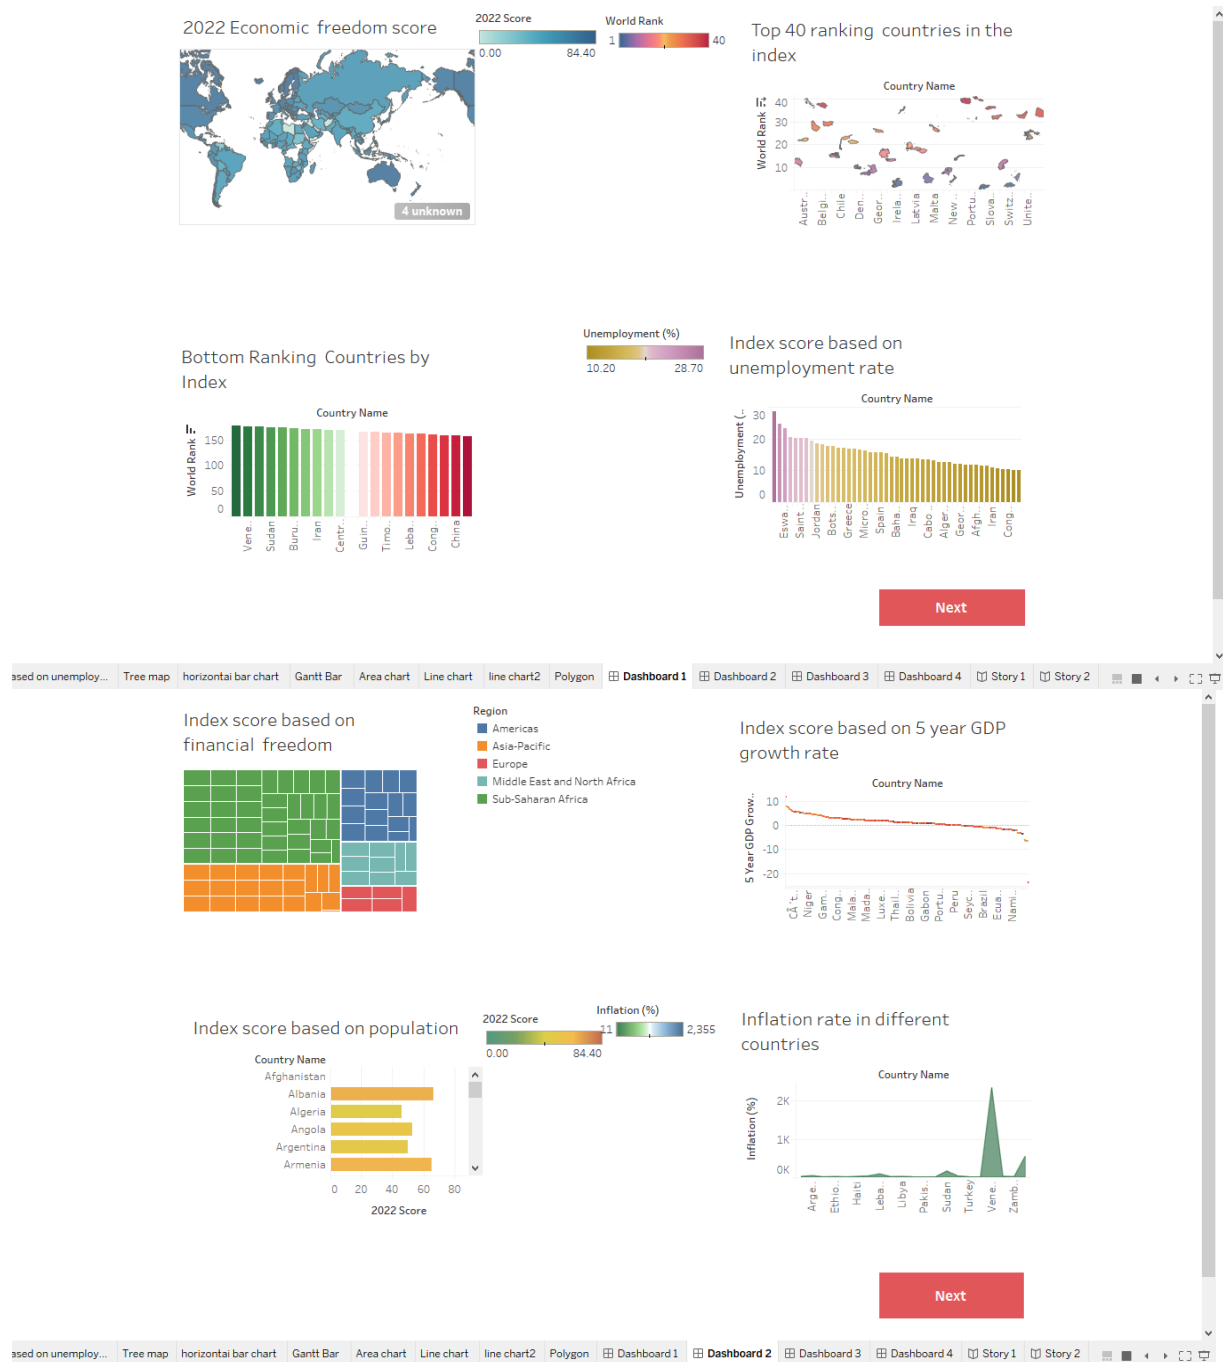 2022 Economic  freedom score
2022 Score
0.00 84.40
World Rank
1 40
4 unknown
Top 40 ranking  countries in the
index
Country Name
World Rank
40
30
20
10
Austr..
Belgi..
Chile
Den..
Geor..
Irela..
Latvia
Malta
New ..
Portu..
Slova..
Switz..
Unite..
Bottom Ranking  Countries by
Index
Country Name
World Rank
150
100
50
0
Vene..
Sudan
Buru..
Iran
Centr..
Guin..
Timo..
Leba..
Cong..
China
Unemployment (%)
10.20 28.70
Index score based on
unemployment rate
Country Name
Unemployment (..
30
20
10
0
Eswa..
Saint..
Jordan
Bots..
Greece
Micro..
Spain
Baha..
Iraq
Cabo ..
Alger..
Geor..
Afgh..
Iran
Cong..
Next
ased on unemploy... Tree map horizontai bar chart Gantt Bar Area chart Line chart line chart2 Polygon Dashboard 1 Dashboard 2 Dashboard 3 Dashboard 4 Story 1 Story 2
Index score based on
financial  freedom
Region
Americas
Asia-Pacific
Europe
Middle East and North Africa
Sub-Saharan Africa
Index score based on 5 year GDP
growth rate
Country Name
5 Year GDP Grow..
10
0
-10
-20
CÃ´t..
Niger
Gam..
Cong..
Mala..
Mada..
Luxe..
Thail..
Bolivia
Gabon
Portu..
Peru
Seyc..
Brazil
Ecua..
Nami..
Index score based on population
2022 Score
0.00 84.40
Inflation (%)
11 2,355
Country Name
Afghanistan
Albania
Algeria
Angola
Argentina
Armenia
0 20 40 60 80
2022 Score
Inflation rate in different
countries
Country Name
Inflation (%)
2K
1K
0K
Arge..
Ethio..
Haiti
Leba..
Libya
Pakis..
Sudan
Turkey
Vene..
Zamb..
Next
ased on unemploy... Tree map horizontai bar chart Gantt Bar Area chart Line chart line chart2 Polygon Dashboard 1 Dashboard 2 Dashboard 3 Dashboard 4 Story 1 Story 2